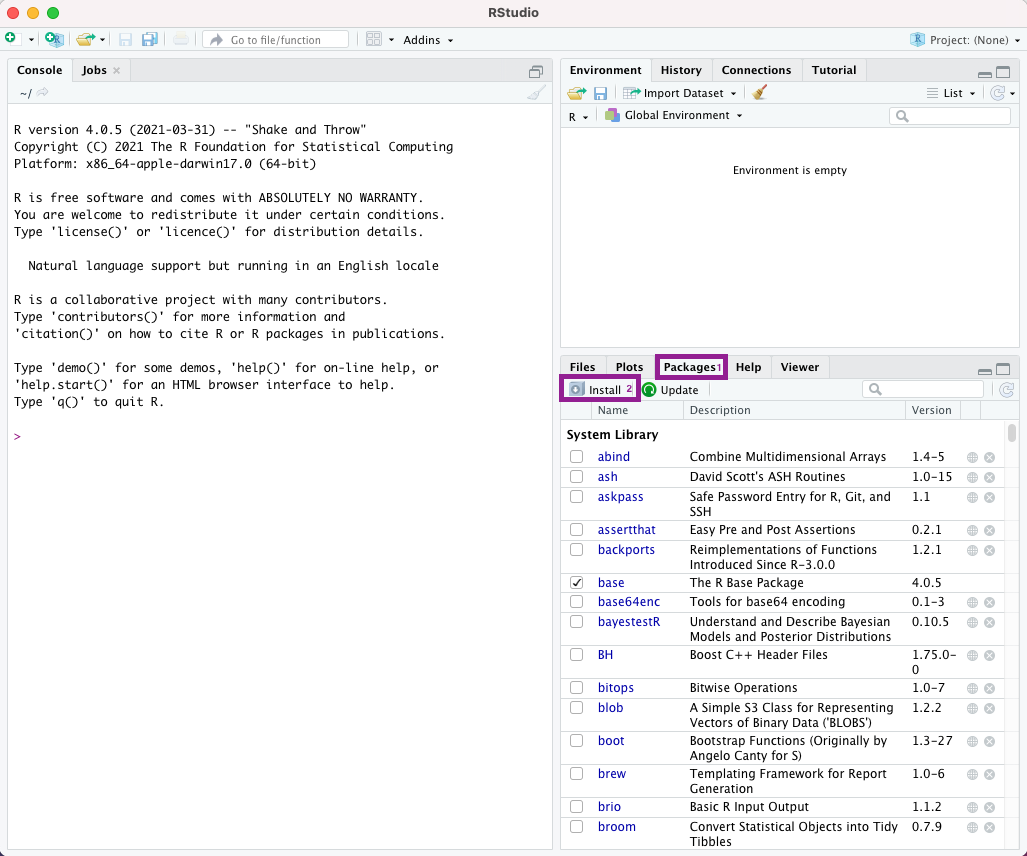 RStudio
Go to file/function
Addins
Project: (None)
Console
Jobs
~/
R version 4.0.5 (2021-03-31) -- "Shake and Throw"
Copyright (C) 2021 The R Foundation for Statistical Computing
Platform: x86_64-apple-darwin17.0 (64-bit)
R is free software and comes with ABSOLUTELY NO WARRANTY.
You are welcome to redistribute it under certain conditions.
Type 'license()' or 'licence()' for distribution details.
Natural language support but running in an English locale
R is a collaborative project with many contributors.
Type 'contributors()' for more information and
'citation()' on how to cite R or R packages in publications.
Type 'demo()' for some demos, 'help()' for on-line help, or
'help.start()' for an HTML browser interface to help.
Type 'q()' to quit R.
>
Environment History Connections Tutorial
Import Dataset List
R Global Environment
Environment is empty
Files Plots Packages 1 Help Viewer
Install 2 Update
Name Description Version
System Library
abind Combine Multidimensional Arrays 1.4-5
ash David Scott's ASH Routines 1.0-15
askpass Safe Password Entry for R, Git, and 1.1
SSH
assertthat Easy Pre and Post Assertions 0.2.1
backports Reimplementations of Functions 1.2.1
Introduced Since R-3.0.0
base The R Base Package 4.0.5
base64enc Tools for base64 encoding 0.1-3
bayestestR Understand and Describe Bayesian 0.10.5
Models and Posterior Distributions
BH Boost C++ Header Files 1.75.0-
0
bitops Bitwise Operations 1.0-7
blob A Simple S3 Class for Representing 1.2.2
Vectors of Binary Data ('BLOBS')
boot Bootstrap Functions (Originally by 1.3-27
Angelo Canty for S)
brew Templating Framework for Report 1.0-6
Generation
brio Basic R Input Output 1.1.2
broom Convert Statistical Objects into Tidy 0.7.9
Tibbles